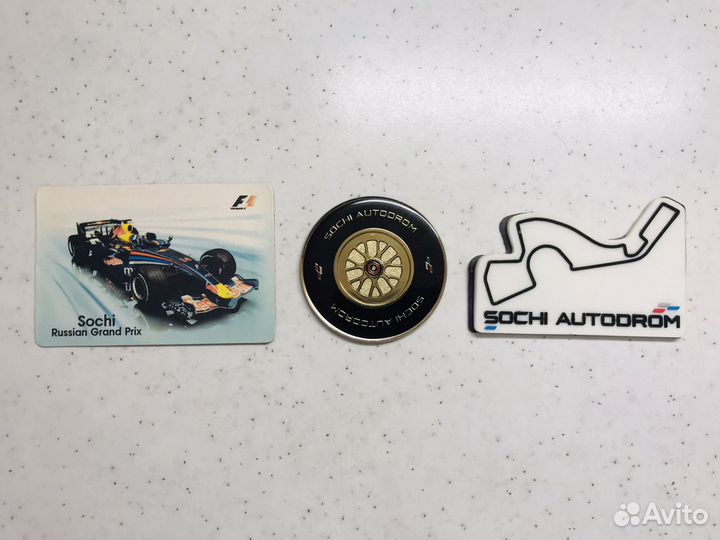 F1
Sochi
Russian Grand Prix
SOCHI AUTODROM
SOCHI AUTODROM
SOCHI AUTODROM
Avito